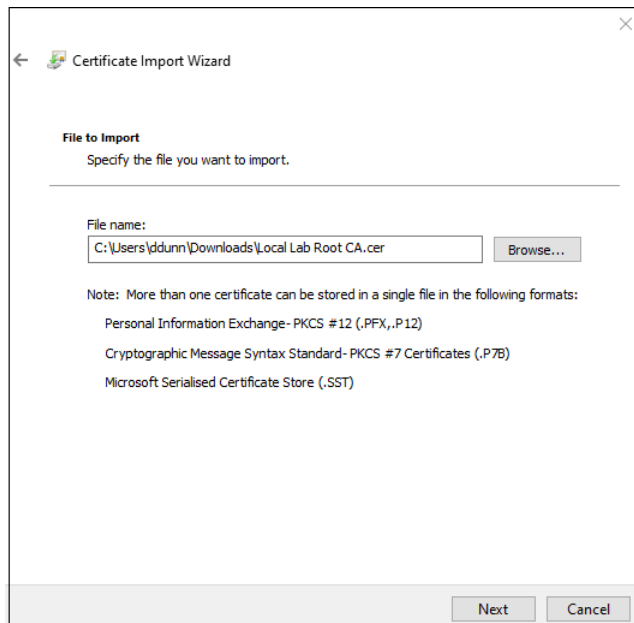 Certificate Import Wizard
File to Import
Specify the file you want to import.
File name:
C:\Users\ddunn\Downloads\Local Lab Root CA.cer
Browse...
Note: More than one certificate can be stored in a single file in the following formats:
Personal Information Exchange- PKCS #12 (.PFX,.P12)
Cryptographic Message Syntax Standard- PKCS #7 Certificates (.P7B)
Microsoft Serialised Certificate Store (.SST)
Next
Cancel